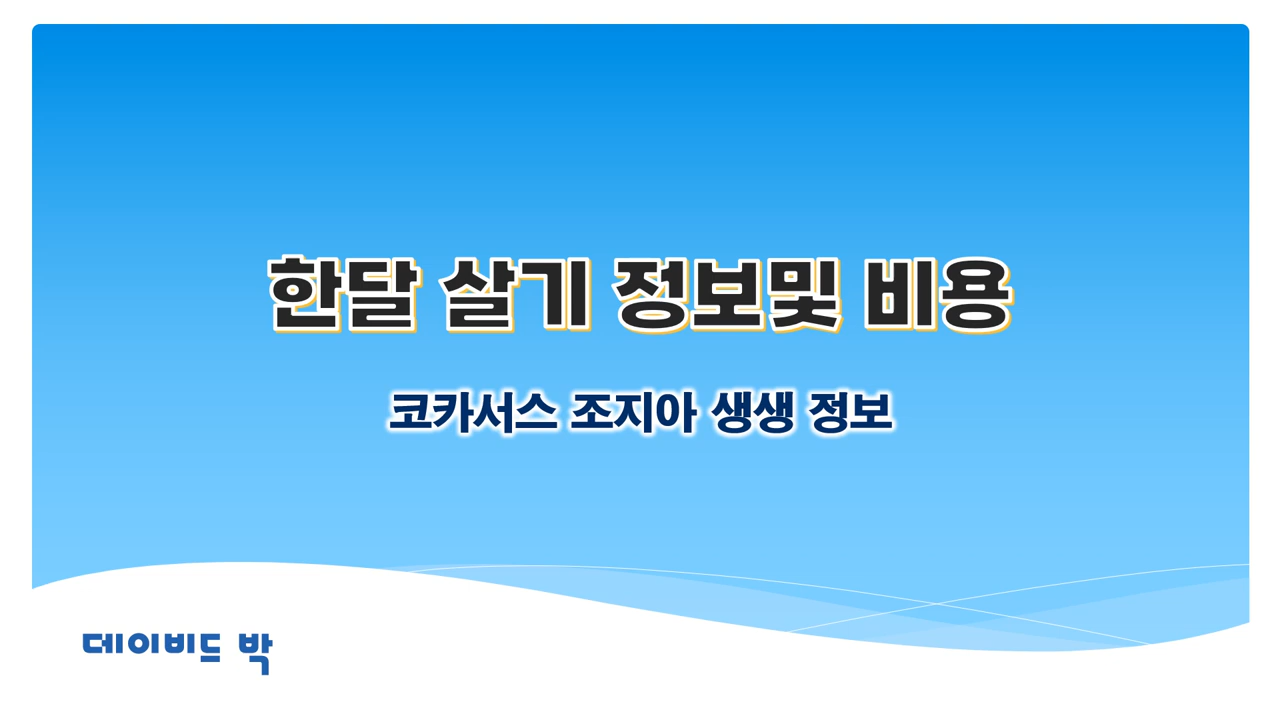 한달 살기 정보및 비용
코카서스 조지아 생생 정보
데이비드 박